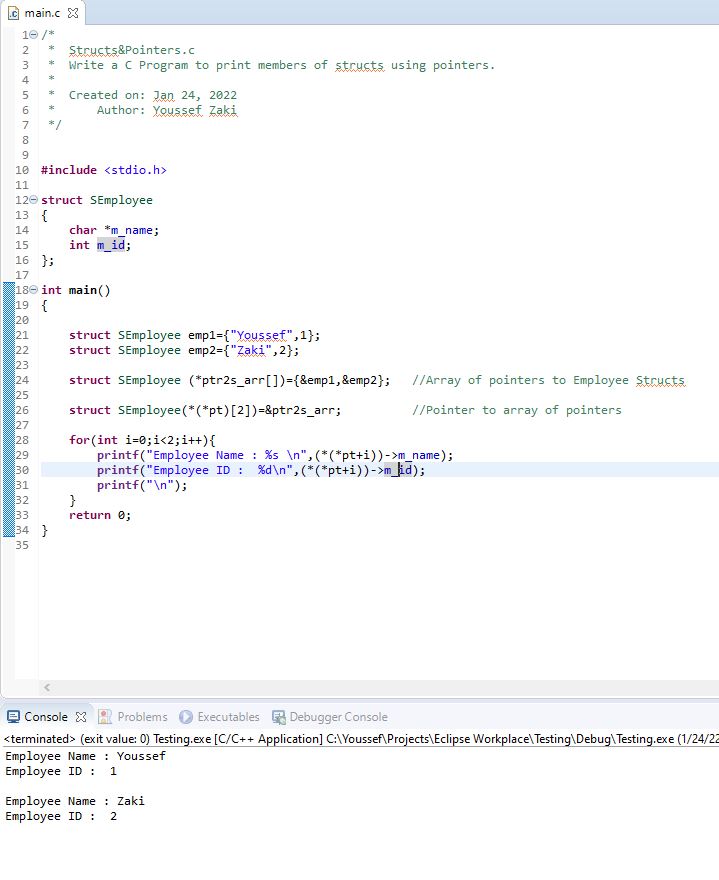 main.c
1 /*
2  *  Structs&Pointers.c
3  *  Write a C Program to print members of structs using pointers.
4  *
5  *  Created on: Jan 24, 2022
6  *      Author: Youssef Zaki
7  */
8
9
10 #include <stdio.h>
11
12 struct SEmployee
13 {
14     char *m_name;
15     int m_id;
16 };
17
18 int main()
19 {
20
21     struct SEmployee emp1={"Youssef",1};
22     struct SEmployee emp2={"Zaki",2};
23
24     struct SEmployee (*ptr2s_arr[])={&emp1,&emp2};   //Array of pointers to Employee Structs
25
26     struct SEmployee(*(*pt)[2])=&ptr2s_arr;          //Pointer to array of pointers
27
28     for(int i=0;i<2;i++){
29         printf("Employee Name : %s \n",(*(*pt+i))->m_name);
30         printf("Employee ID :  %d\n",(*(*pt+i))->m_id);
31         printf("\n");
32     }
33     return 0;
34 }
35
Console Problems Executables Debugger Console
<terminated> (exit value: 0) Testing.exe [C/C++ Application] C:\Youssef\Projects\Eclipse Workplace\Testing\Debug\Testing.exe (1/24/22
Employee Name : Youssef
Employee ID :  1

Employee Name : Zaki
Employee ID :  2